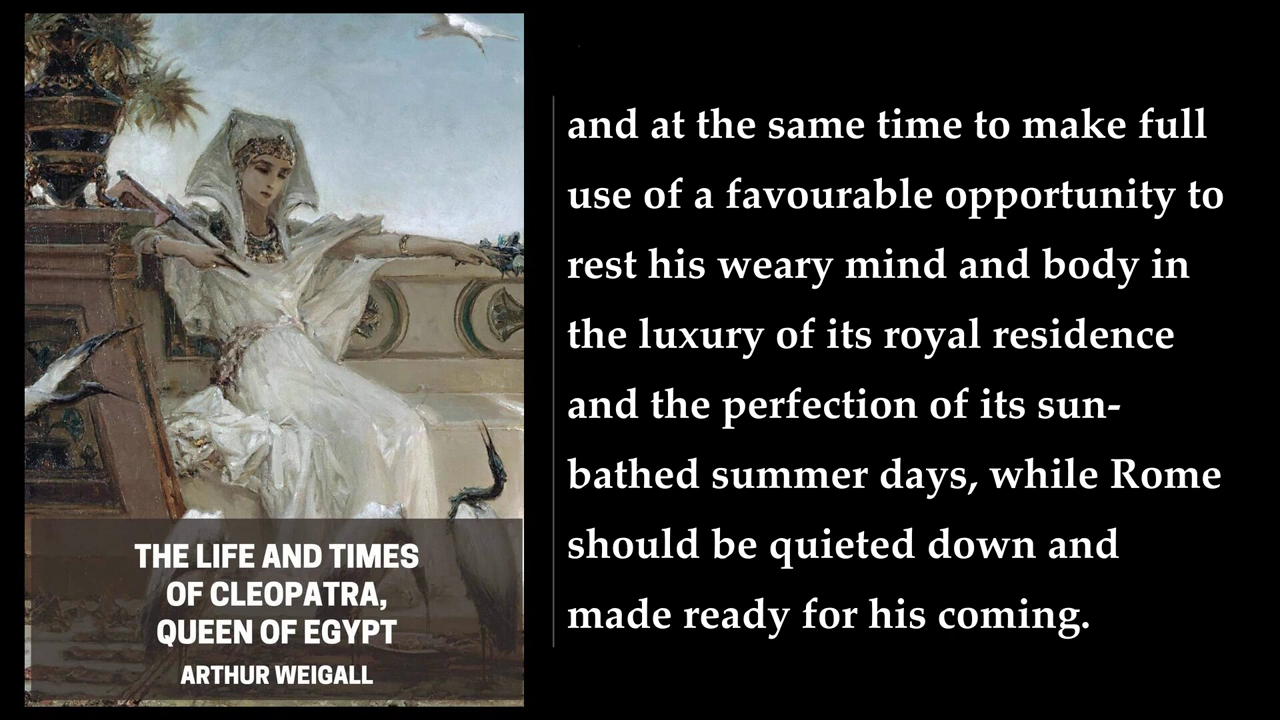 THE LIFE AND TIMES
OF CLEOPATRA,
QUEEN OF EGYPT
ARTHUR WEIGALL
and at the same time to make full
use of a favourable opportunity to
rest his weary mind and body in
the luxury of its royal residence
and the perfection of its sun-
bathed summer days, while Rome
should be quieted down and
made ready for his coming.